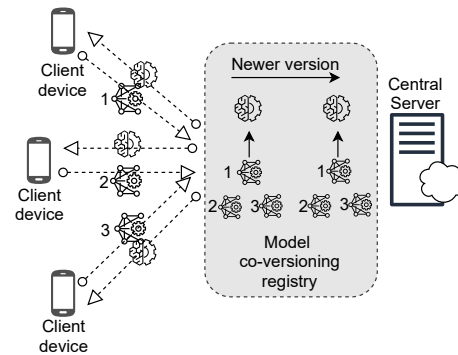 Client
device
1
Client
device
2
3
Client
device
Newer version
1
1
2
3
2
3
Model
co-versioning
registry
Central
Server